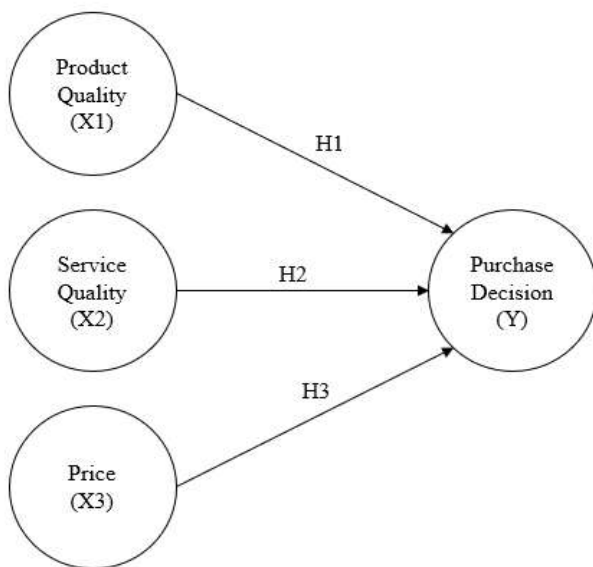 Product
Quality
(X1)
H1
Service
Quality
(X2)
H2
Purchase
Decision
(Y)
H3
Price
(X3)